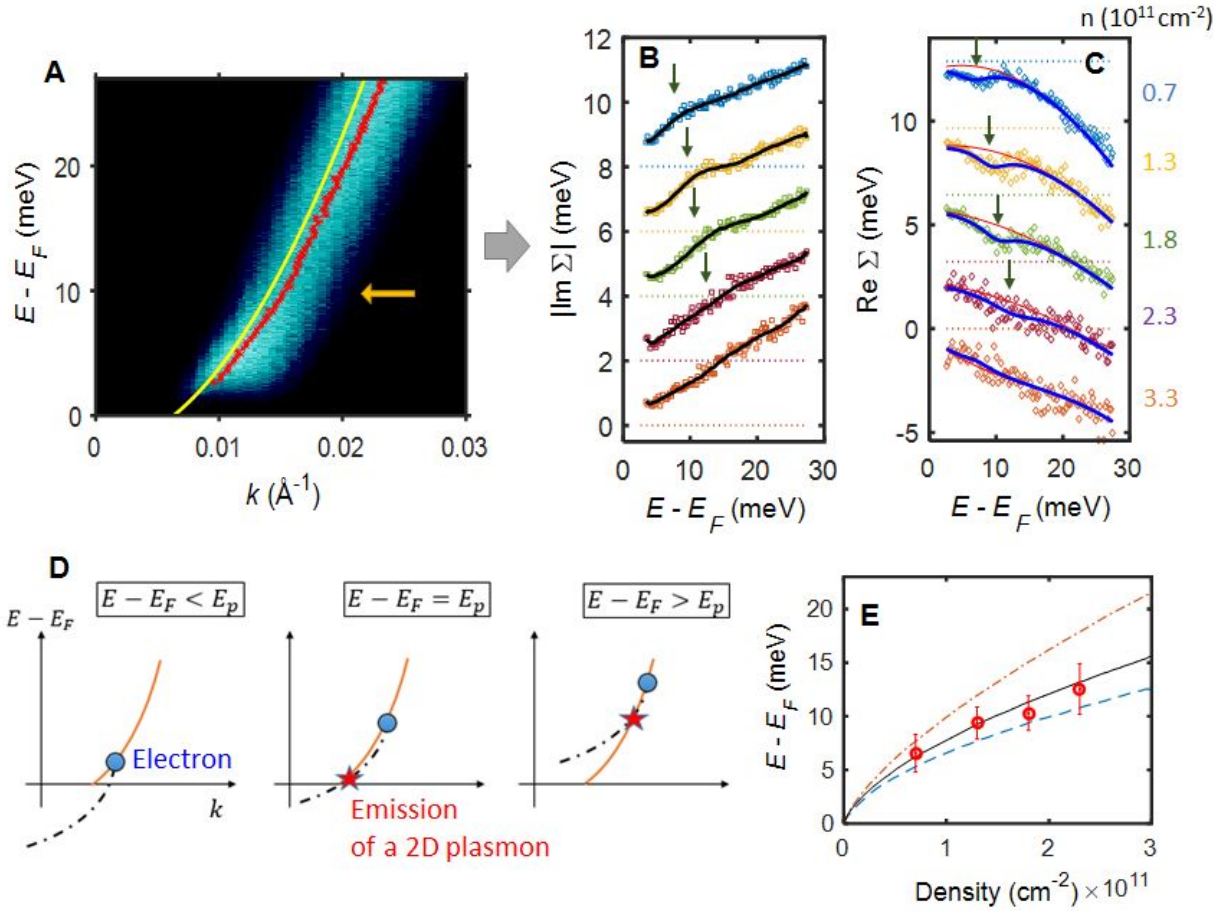 n (10¹¹ cm⁻²)
A
E - E_F (meV)
20
10
0
0
0.01
0.02
0.03
k (Å⁻¹)
B
|Im Σ| (meV)
12
10
8
6
4
2
0
0
10
20
30
E - E_F (meV)
C
Re Σ (meV)
10
5
0
-5
0
10
20
30
E - E_F (meV)
0.7
1.3
1.8
2.3
3.3
D
E − E_F < E_p
E − E_F = E_p
E − E_F > E_p
E − E_F
Electron
k
Emission
of a 2D plasmon
E
E - E_F (meV)
20
15
10
5
0
0
1
2
3
Density (cm⁻²) ×10¹¹